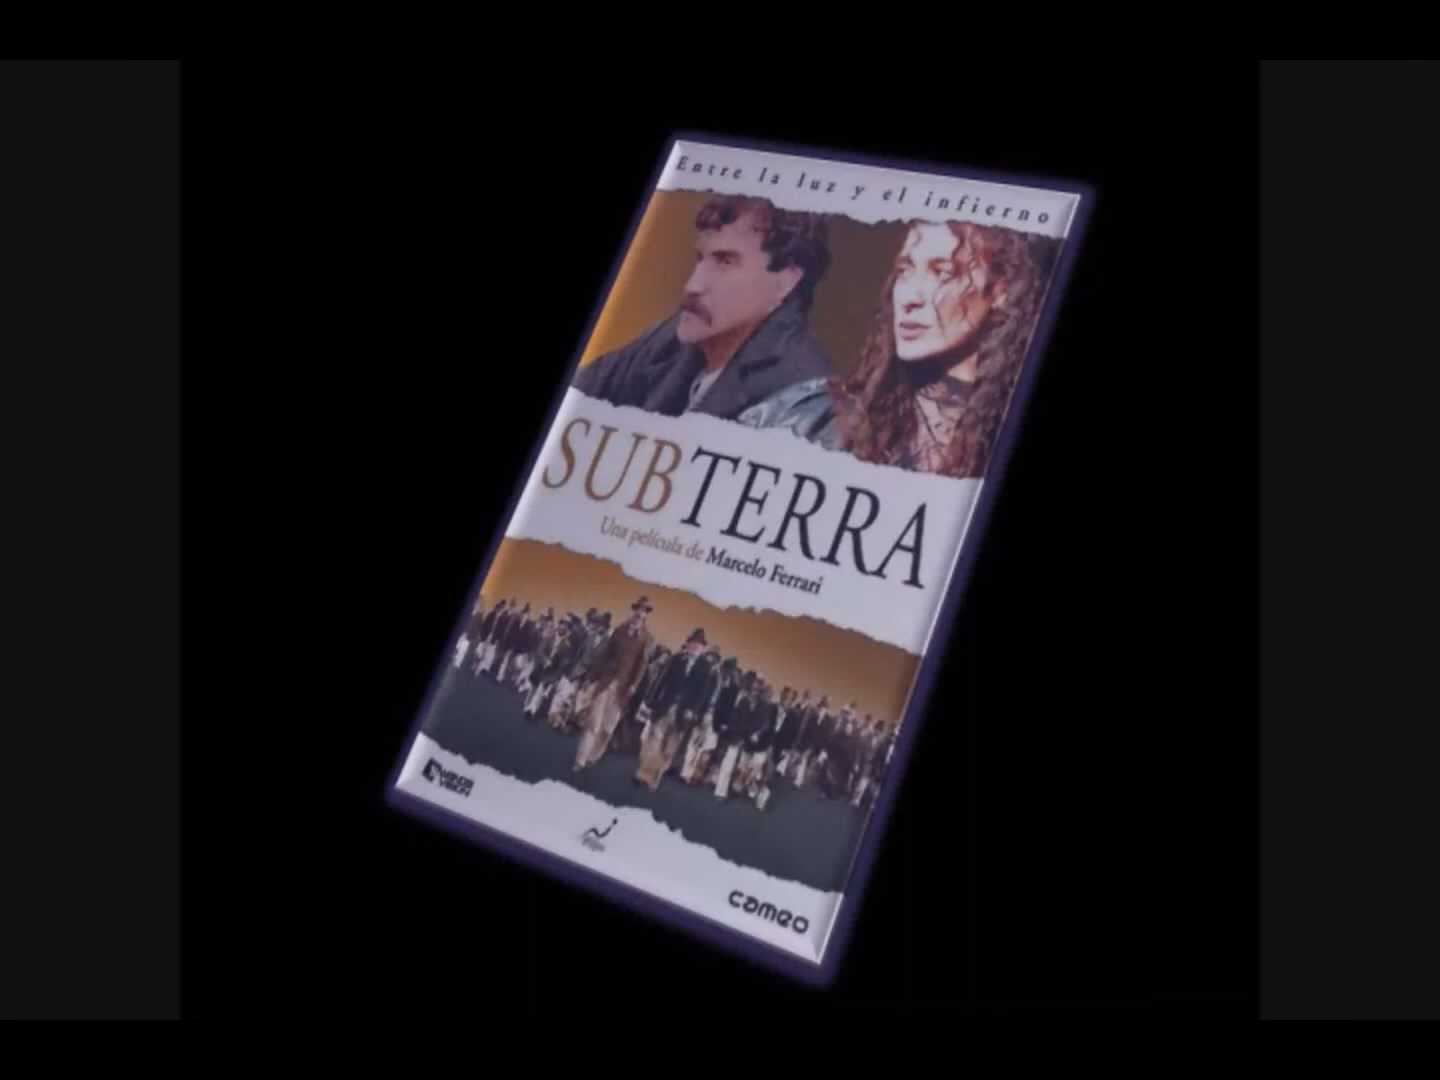 Entre la luz y el infierno
SUBTERRA
Una película de Marcelo Ferrari
cameo